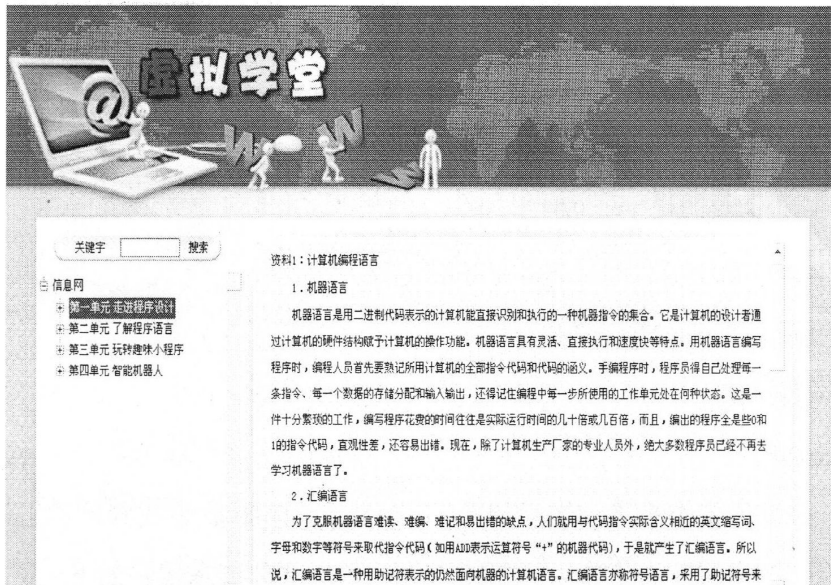 虚拟学堂
@
W
W
W
关键字 搜索
信息网
第一单元 走进程序设计
第二单元 了解程序语言
第三单元 玩转趣味小程序
第四单元 智能机器人
资料1:计算机编程语言
1.机器语言
机器语言是用二进制代码表示的计算机能直接识别和执行的一种机器指令的集合。它是计算机的设计者通
过计算机的硬件结构赋予计算机的操作功能。机器语言具有灵活、直接执行和速度快等特点。用机器语言编写
程序时,编程人员首先要熟记所用计算机的全部指令代码和代码的涵义。手编程序时,程序员得自己处理每一
条指令、每一个数据的存储分配和输入输出,还得记住编程中每一步所使用的工作单元处在何种状态。这是一
件十分繁琐的工作,编写程序花费的时间往往是实际运行时间的几十倍或几百倍,而且,编出的程序全是些0和
1的指令代码,直观性差,还容易出错。现在,除了计算机生产厂家的专业人员外,绝大多数程序员已经不再去
学习机器语言了。
2.汇编语言
为了克服机器语言难读、难编、难记和易出错的缺点,人们就用与代码指令实际含义相近的英文缩写词、
字母和数字等符号来取代指令代码(如用ADD表示运算符号“+”的机器代码),于是就产生了汇编语言。所以
说,汇编语言是一种用助记符表示的仍然面向机器的计算机语言。汇编语言亦称符号语言,采用了助记符号来